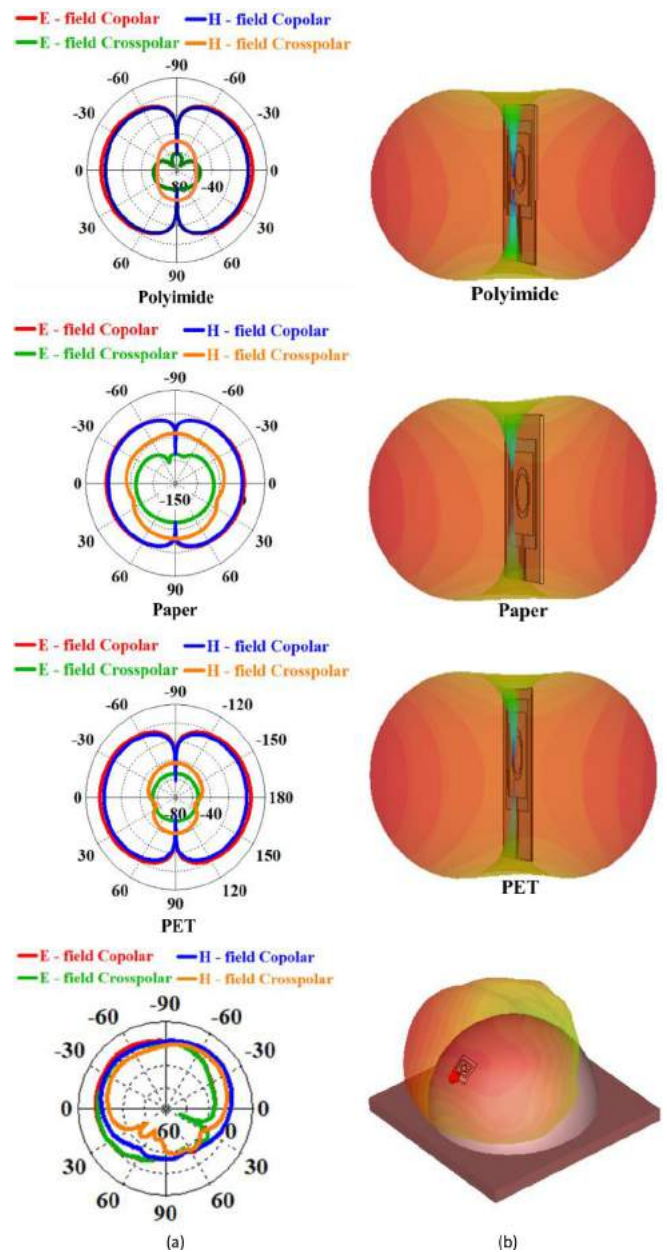 E - field Copolar H - field Copolar
E - field Crosspolar H - field Crosspolar
-90
-60 -60
-30 -30
0 -80 -40 0
30 30
60 60
90
Polyimide
Polyimide
E - field Copolar H - field Copolar
E - field Crosspolar H - field Crosspolar
-90
-60 -60
-30 -30
0 -150 0
30 30
60 60
90
Paper
Paper
E - field Copolar H - field Copolar
E - field Crosspolar H - field Crosspolar
-90
-60 -120
-30 -150
0 -80 -40 180
30 150
60 120
90
PET
PET
E - field Copolar H - field Copolar
E - field Crosspolar H - field Crosspolar
-90
-60 -60
-30 -30
0 60 0 0
30 30
60 60
90
(a) (b)